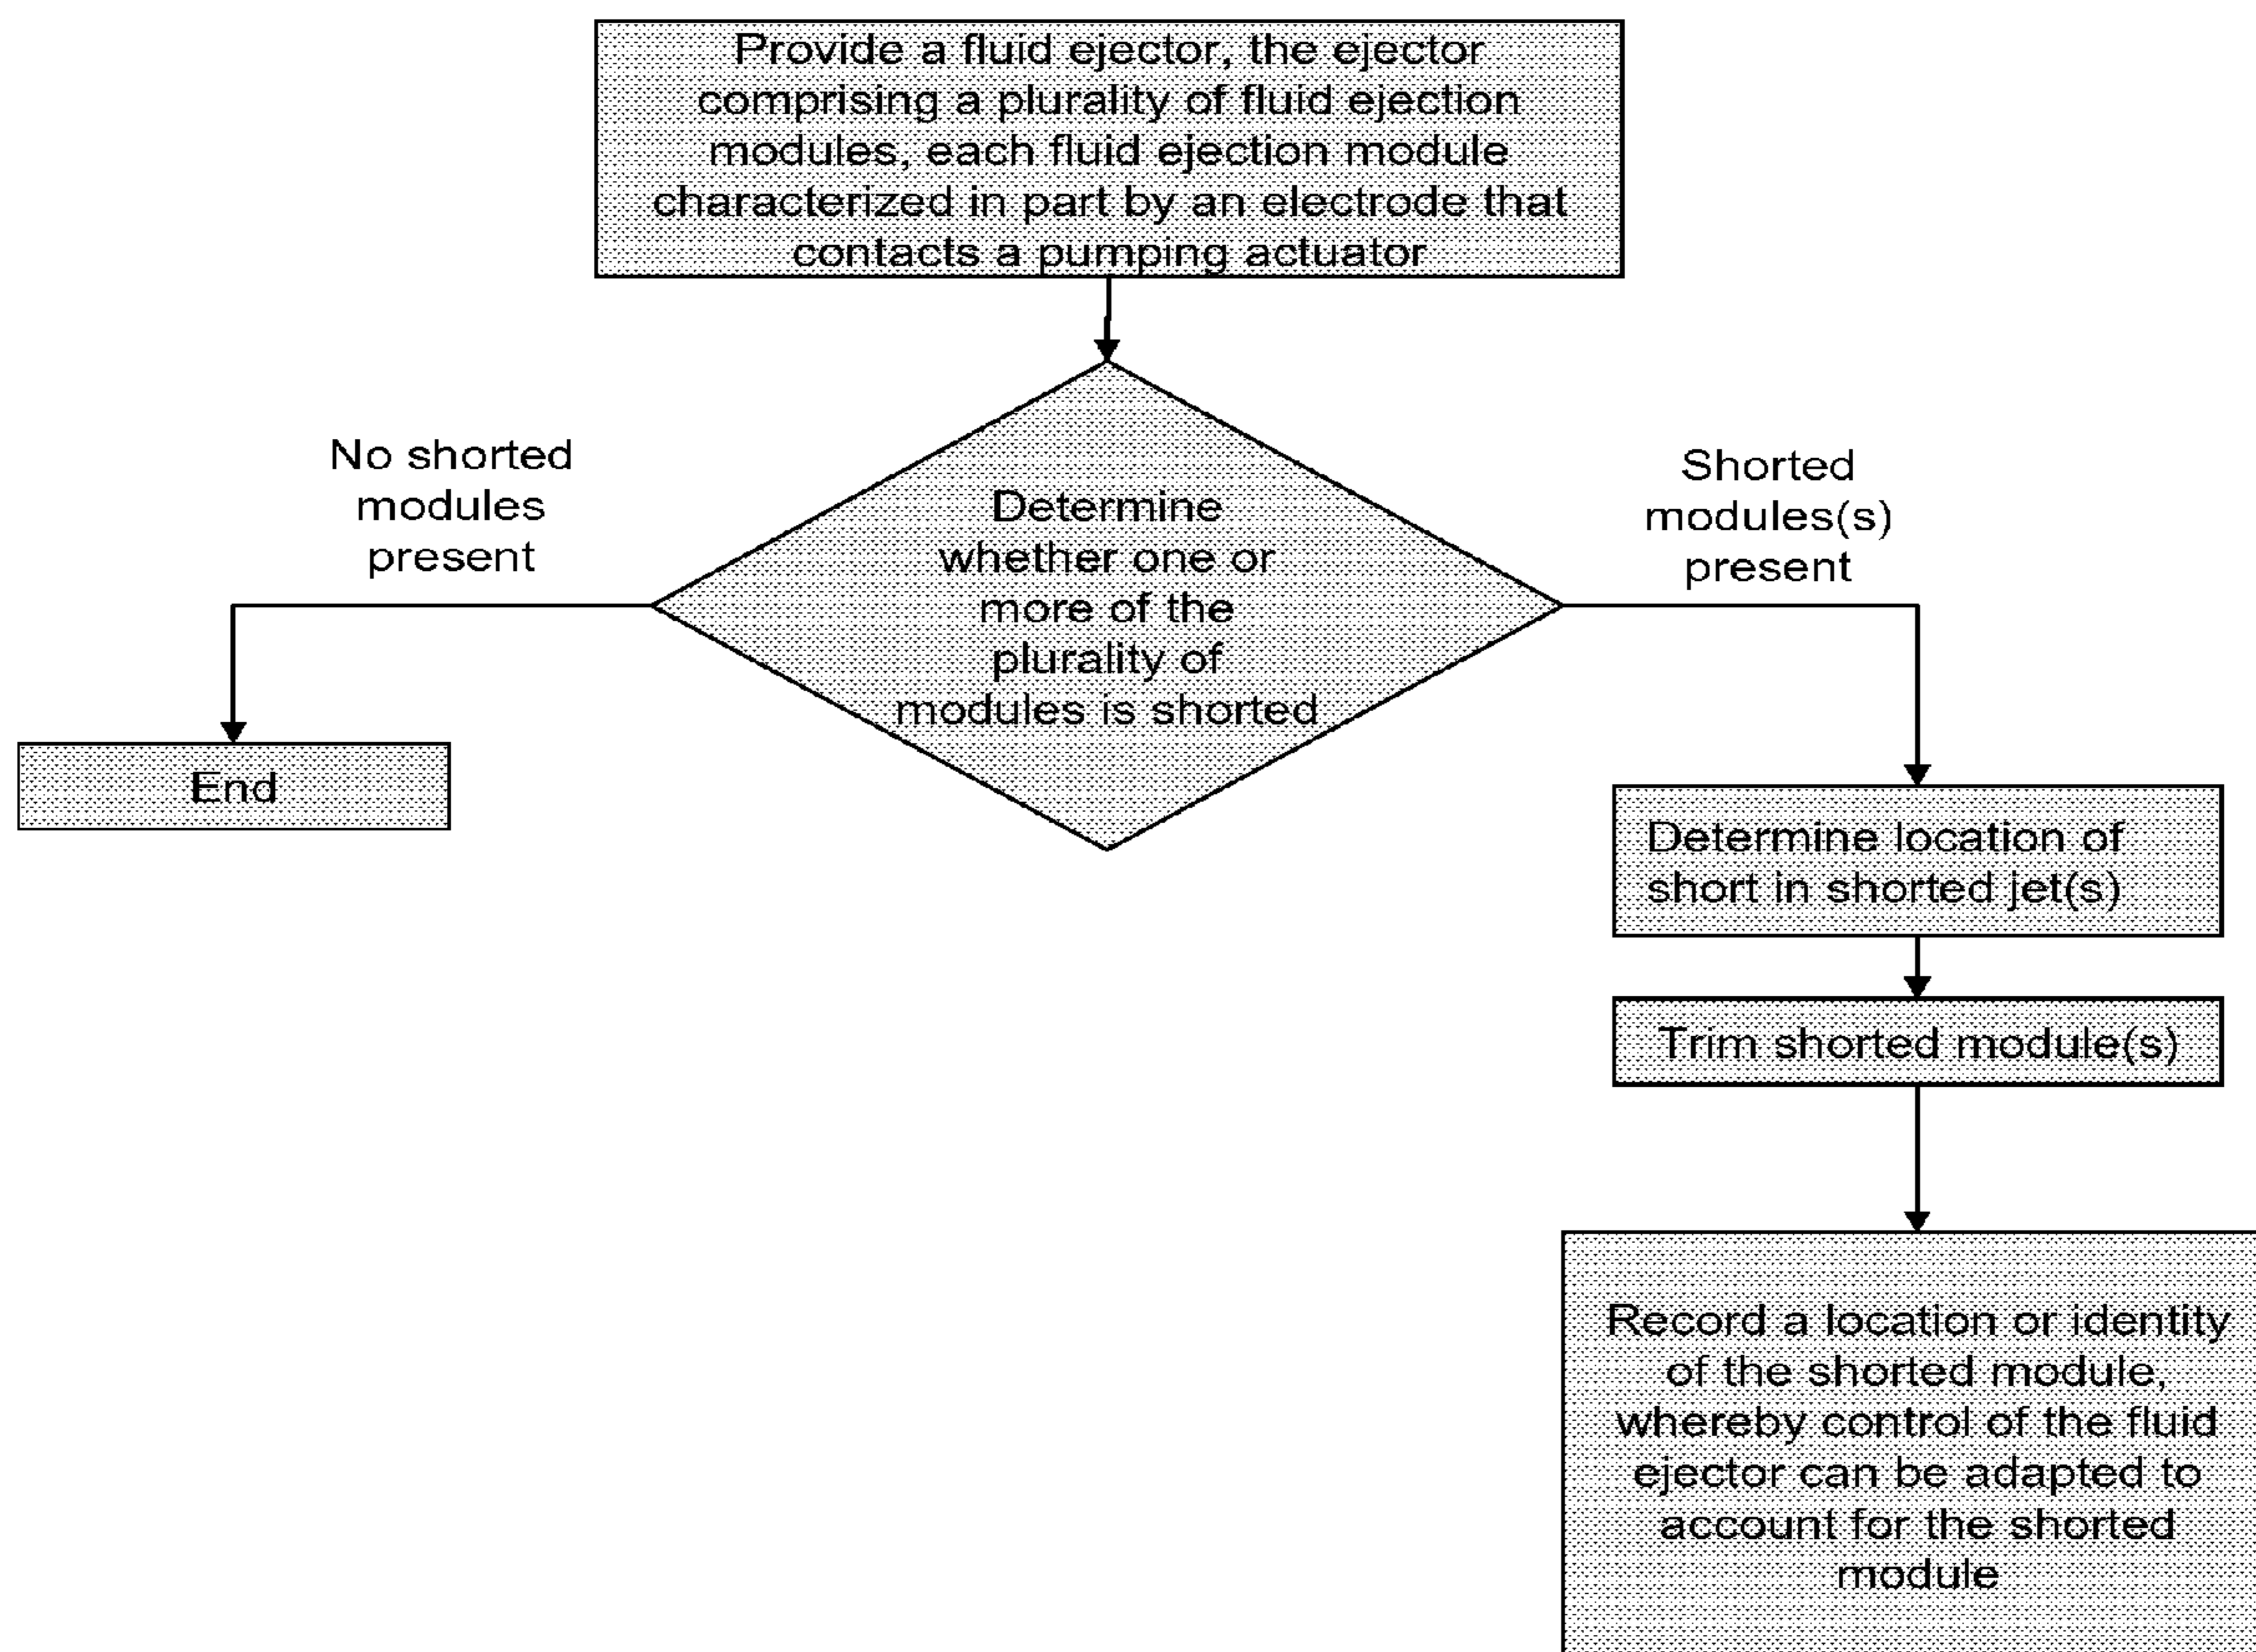 Provide a fluid ejector, the ejector
comprising a plurality of fluid ejection
modules, each fluid ejection module
characterized in part by an electrode that
contacts a pumping actuator
No shorted
modules
present
Determine
whether one or
more of the
plurality of
modules is shorted
Shorted
modules(s)
present
End
Determine location of
short in shorted jet(s)
Trim shorted module(s)
Record a location or identity
of the shorted module,
whereby control of the fluid
ejector can be adapted to
account for the shorted
module